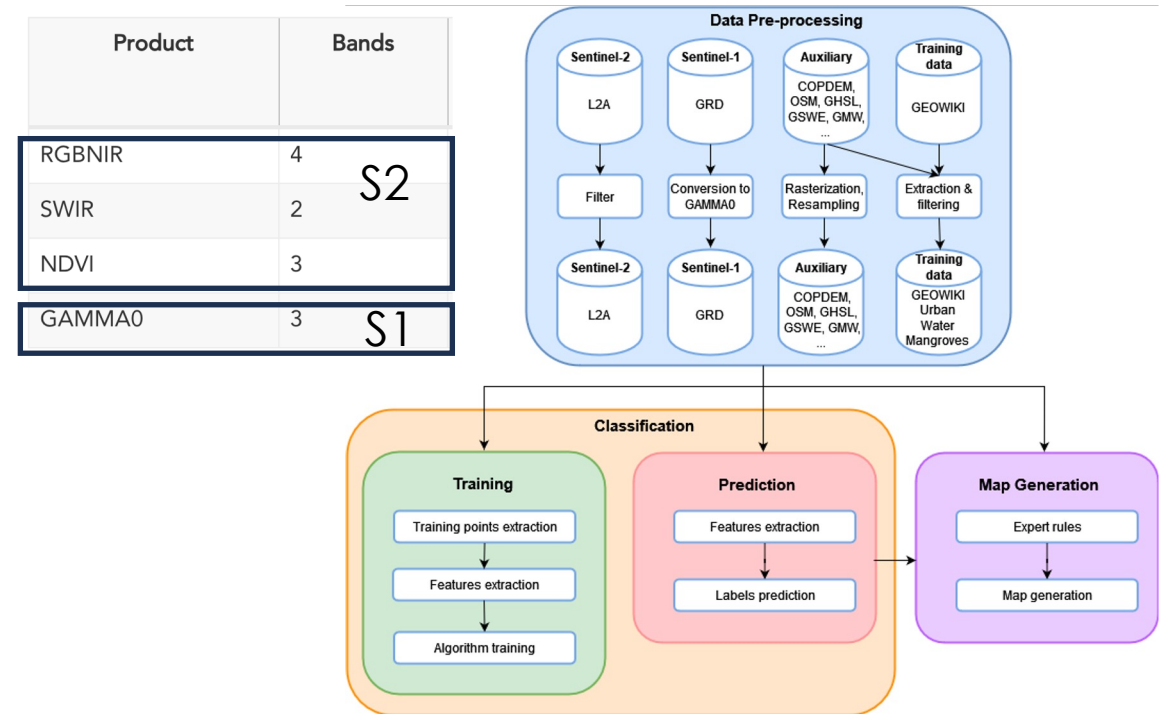 Product Bands
RGBNIR 4
SWIR 2
NDVI 3
S2
GAMMA0 3
S1
Data Pre-processing
Sentinel-2
L2A
Sentinel-1
GRD
Auxiliary
COPDEM,
OSM, GHSL,
GSWE, GMW,
...
Training
data
GEOWIKI
Filter
Conversion to
GAMMA0
Rasterization,
Resampling
Extraction &
filtering
Sentinel-2
L2A
Sentinel-1
GRD
Auxiliary
COPDEM,
OSM, GHSL,
GSWE, GMW,
...
Training
data
GEOWIKI
Urban
Water
Mangroves
Classification
Training
Training points extraction
Features extraction
Algorithm training
Prediction
Features extraction
Labels prediction
Map Generation
Expert rules
Map generation